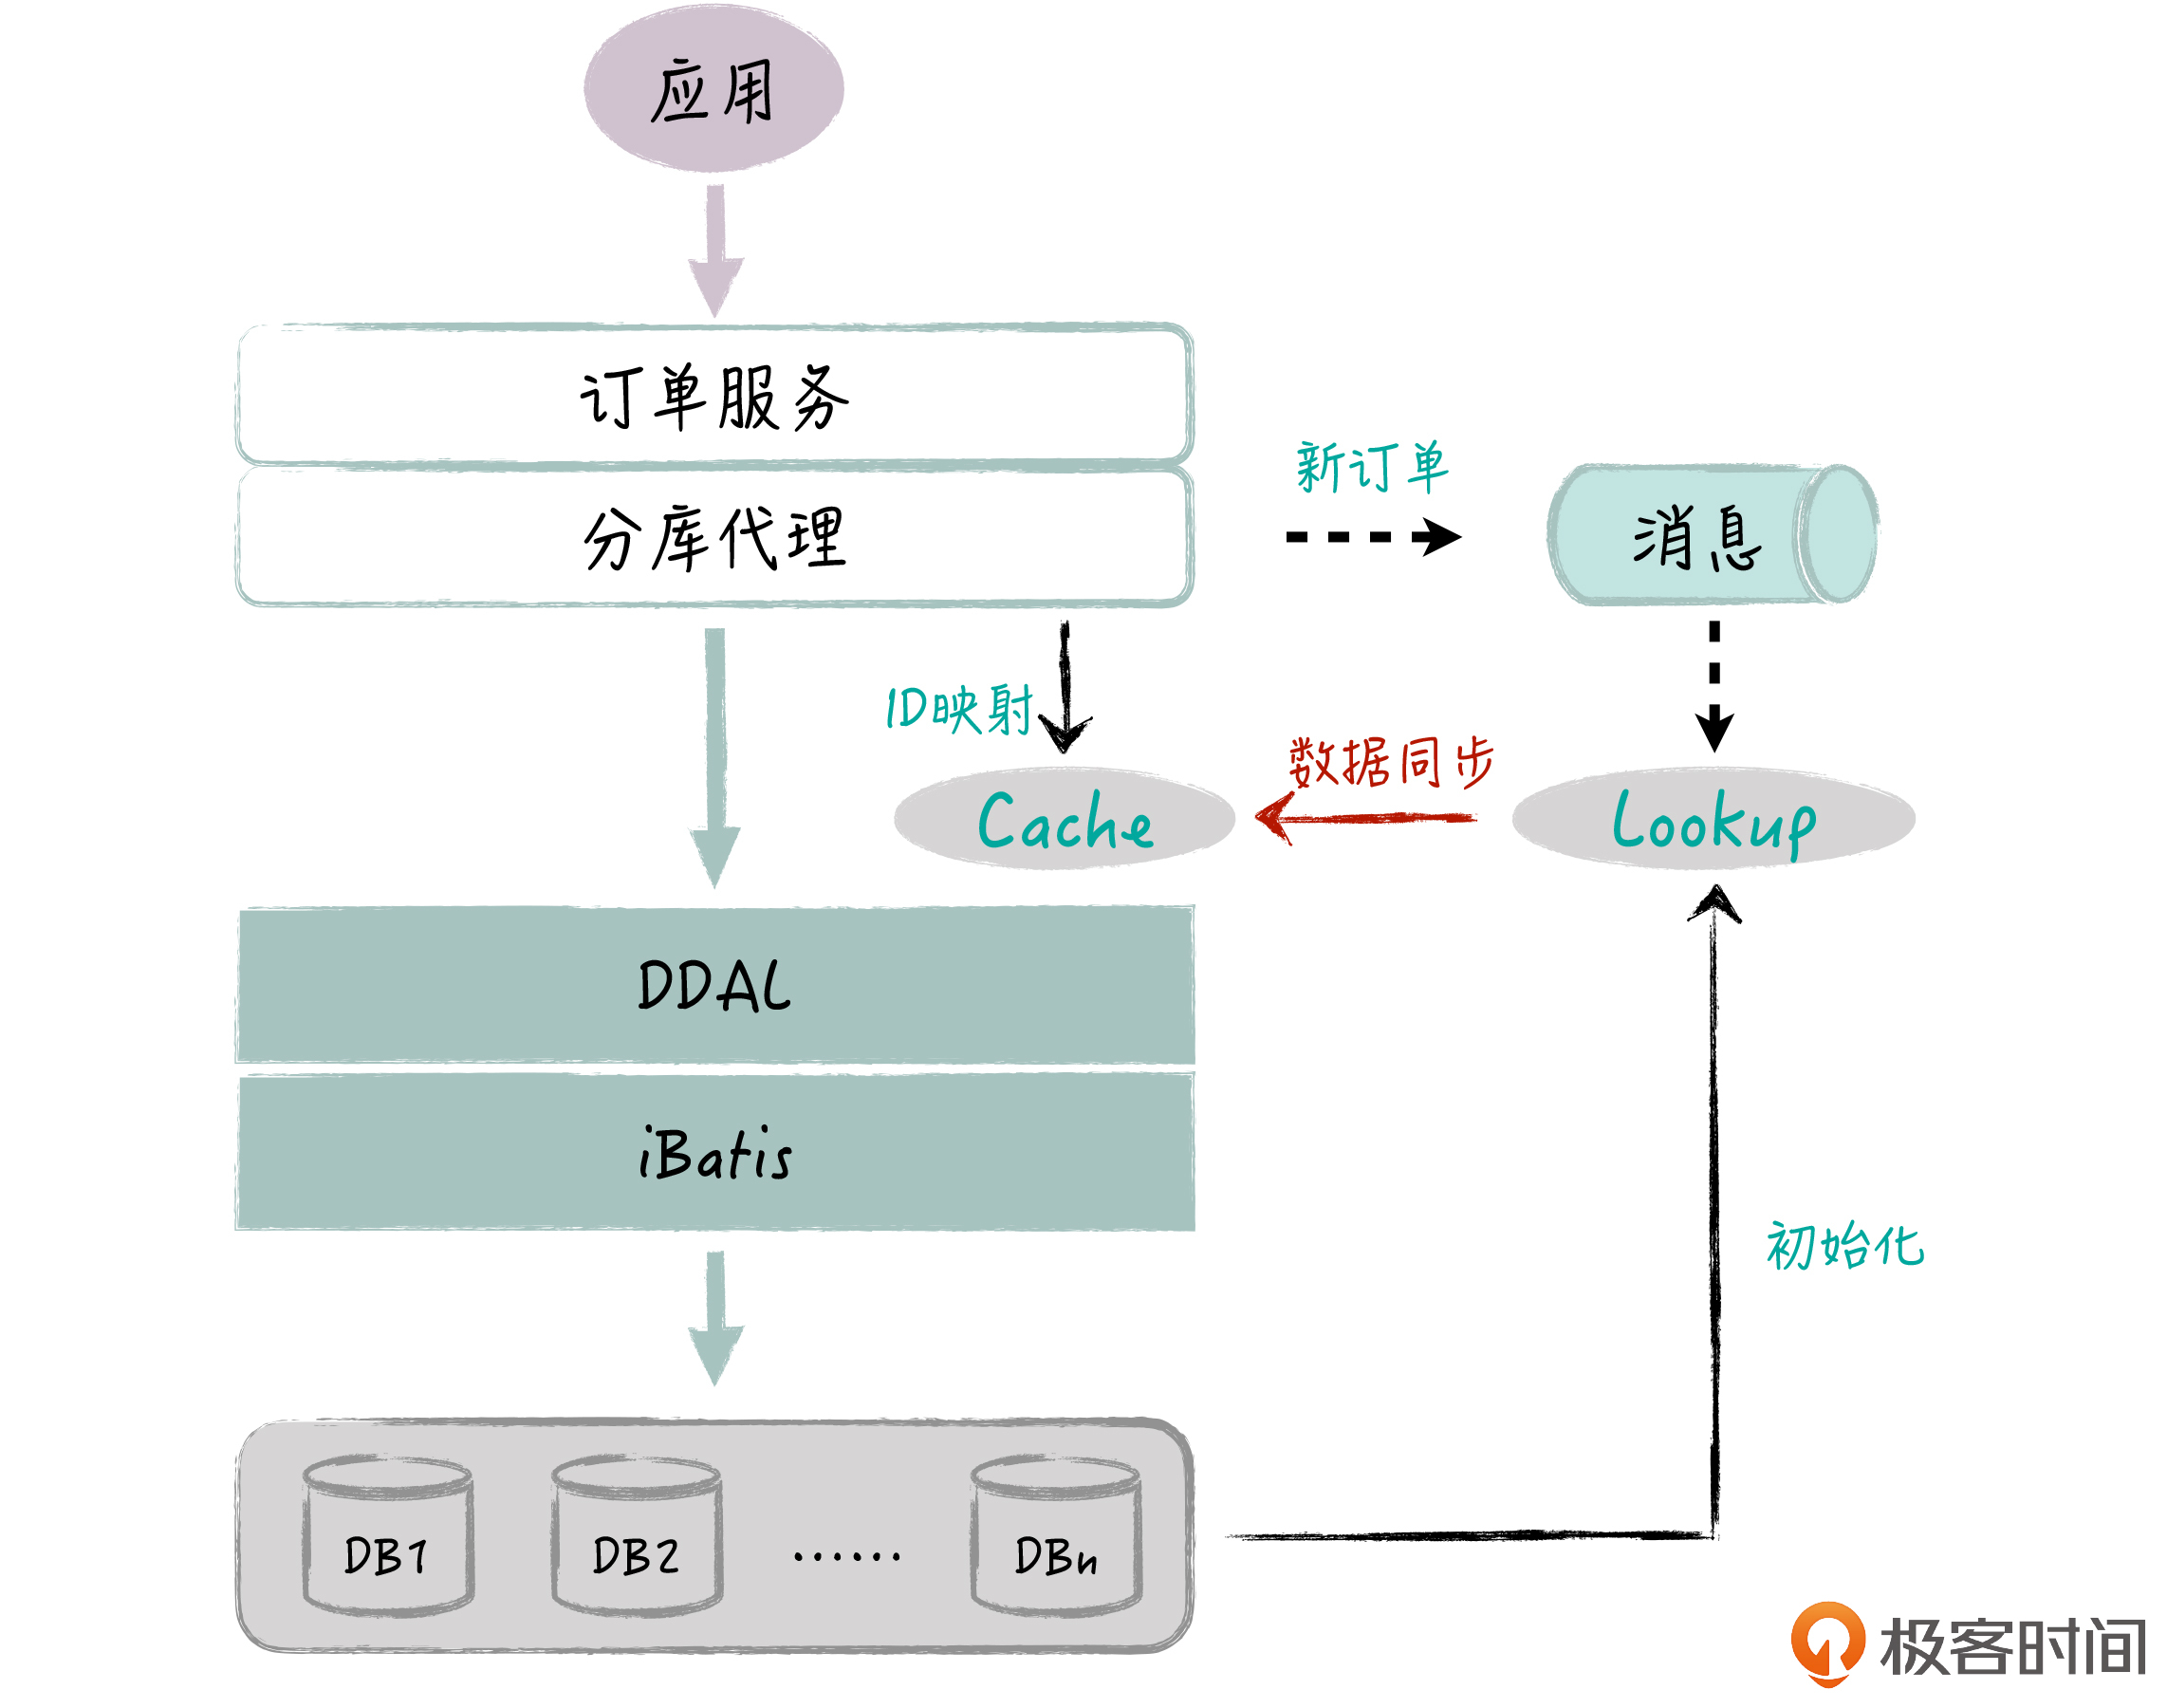 应用
订单服务
分库代理
新订单
消息
ID映射
数据同步
Cache
Lookup
DDAL
iBatis
初始化
DB1
DB2
......
DBn
极客时间